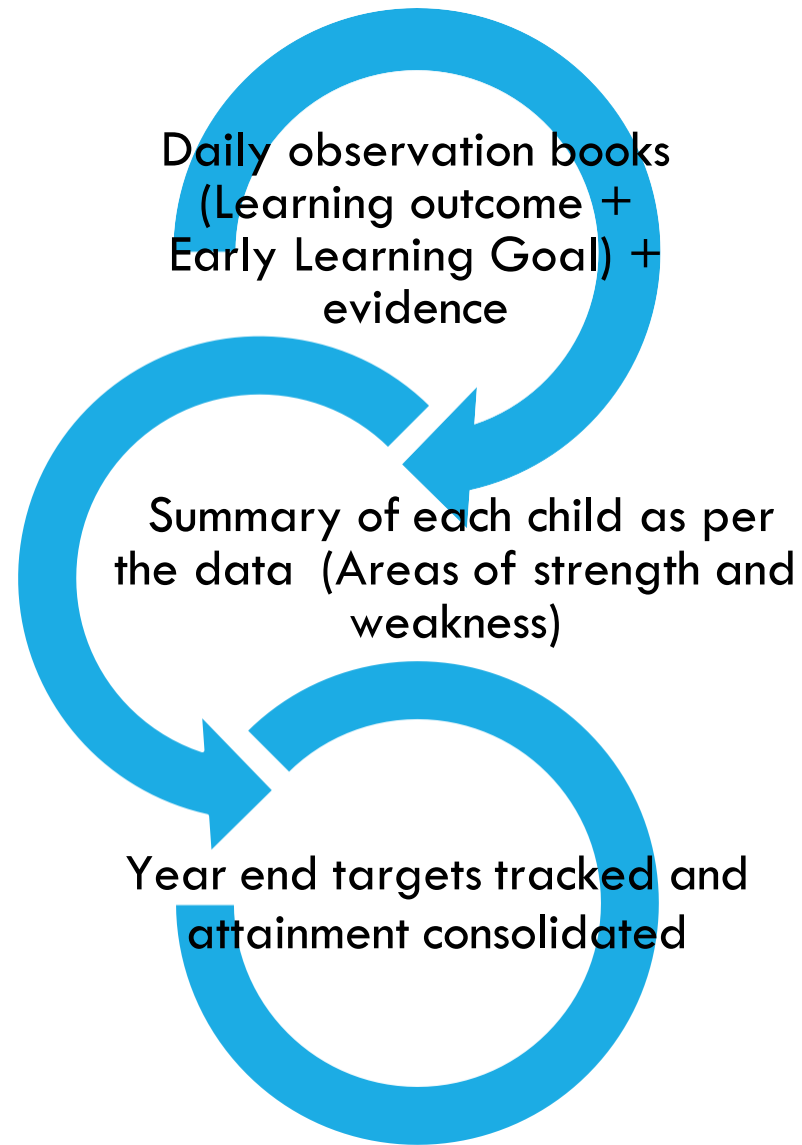 Daily observation books
(Learning outcome +
Early Learning Goal) +
evidence
Summary of each child as per
the data (Areas of strength and
weakness)
Year end targets tracked and
attainment consolidated